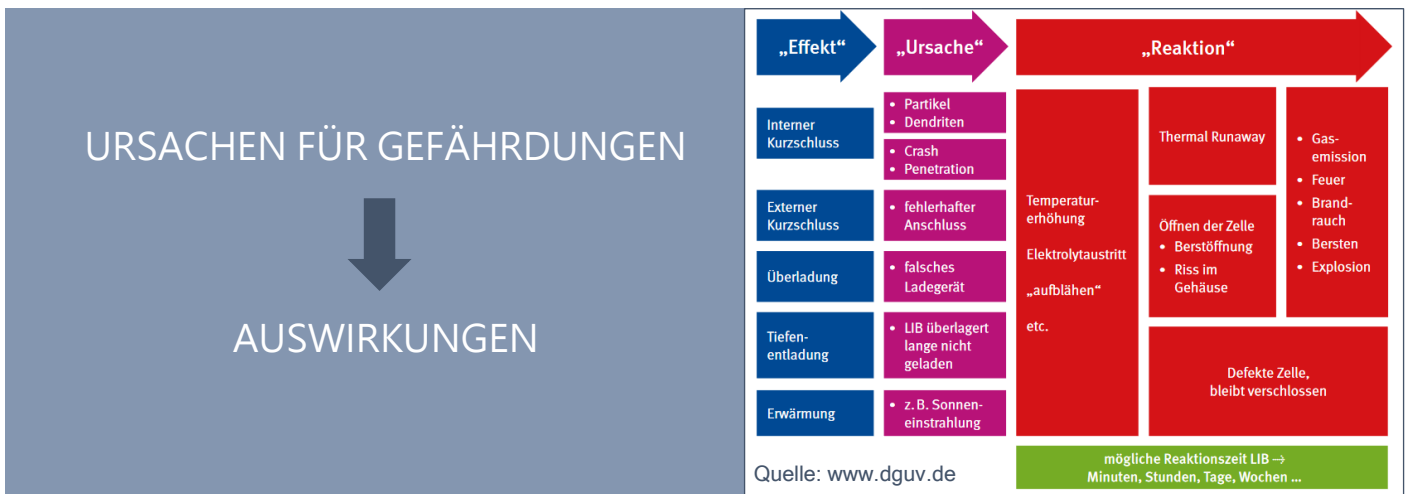 URSACHEN FÜR GEFÄHRDUNGEN
AUSWIRKUNGEN
„Effekt“
„Ursache“
„Reaktion“
Interner
Kurzschluss
• Partikel
• Dendriten
• Crash
• Penetration
Externer
Kurzschluss
• fehlerhafter
Anschluss
Überladung
• falsches
Ladegerät
Tiefen-
entladung
• LIB überlagert
lange nicht
geladen
Erwärmung
• z. B. Sonnen-
einstrahlung
Temperatur-
erhöhung
Elektrolytaustritt
„aufblähen“
etc.
Thermal Runaway
Öffnen der Zelle
• Berstöffnung
• Riss im
Gehäuse
• Gas-
emission
• Feuer
• Brand-
rauch
• Bersten
• Explosion
Defekte Zelle,
bleibt verschlossen
mögliche Reaktionszeit LIB →
Minuten, Stunden, Tage, Wochen ...
Quelle: www.dguv.de